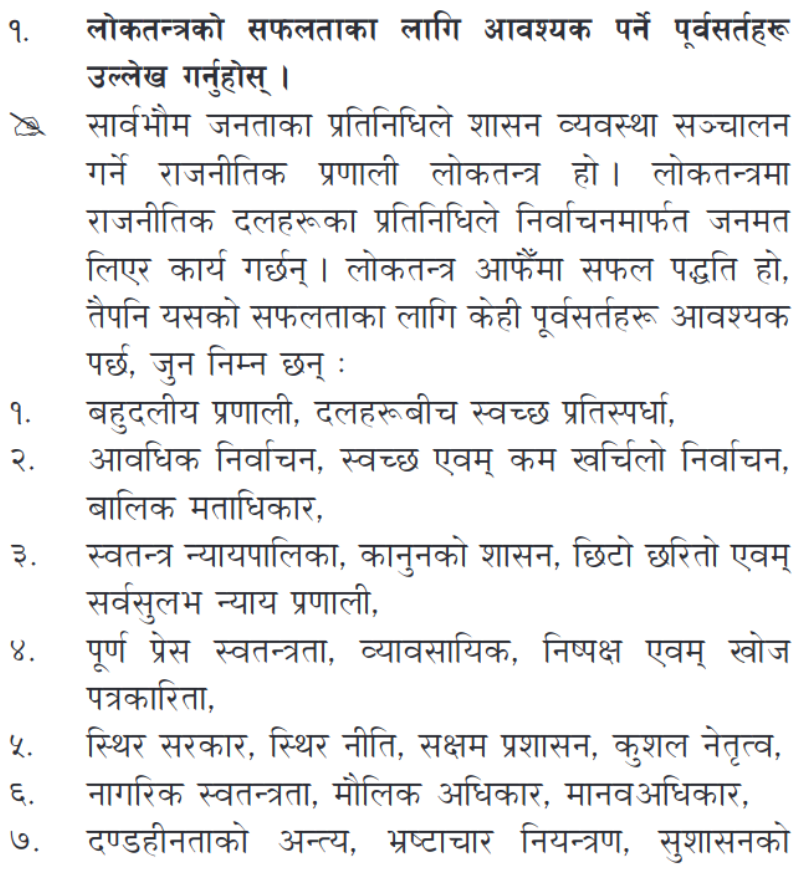 १. लोकतन्त्रको सफलताका लागि आवश्यक पर्ने पूर्वसर्तहरू
उल्लेख गर्नुहोस् ।
सार्वभौम जनताका प्रतिनिधिले शासन व्यवस्था सञ्चालन
गर्ने राजनीतिक प्रणाली लोकतन्त्र हो । लोकतन्त्रमा
राजनीतिक दलहरूका प्रतिनिधिले निर्वाचनमार्फत जनमत
लिएर कार्य गर्छन् । लोकतन्त्र आफैँमा सफल पद्धति हो,
तैपनि यसको सफलताका लागि केही पूर्वसर्तहरू आवश्यक
पर्छ, जुन निम्न छन् :
१. बहुदलीय प्रणाली, दलहरूबीच स्वच्छ प्रतिस्पर्धा,
२. आवधिक निर्वाचन, स्वच्छ एवम् कम खर्चिलो निर्वाचन,
बालिक मताधिकार,
३. स्वतन्त्र न्यायपालिका, कानुनको शासन, छिटो छरितो एवम्
सर्वसुलभ न्याय प्रणाली,
४. पूर्ण प्रेस स्वतन्त्रता, व्यावसायिक, निष्पक्ष एवम् खोज
पत्रकारिता,
५. स्थिर सरकार, स्थिर नीति, सक्षम प्रशासन, कुशल नेतृत्व,
६. नागरिक स्वतन्त्रता, मौलिक अधिकार, मानवअधिकार,
७. दण्डहीनताको अन्त्य, भ्रष्टाचार नियन्त्रण, सुशासनको